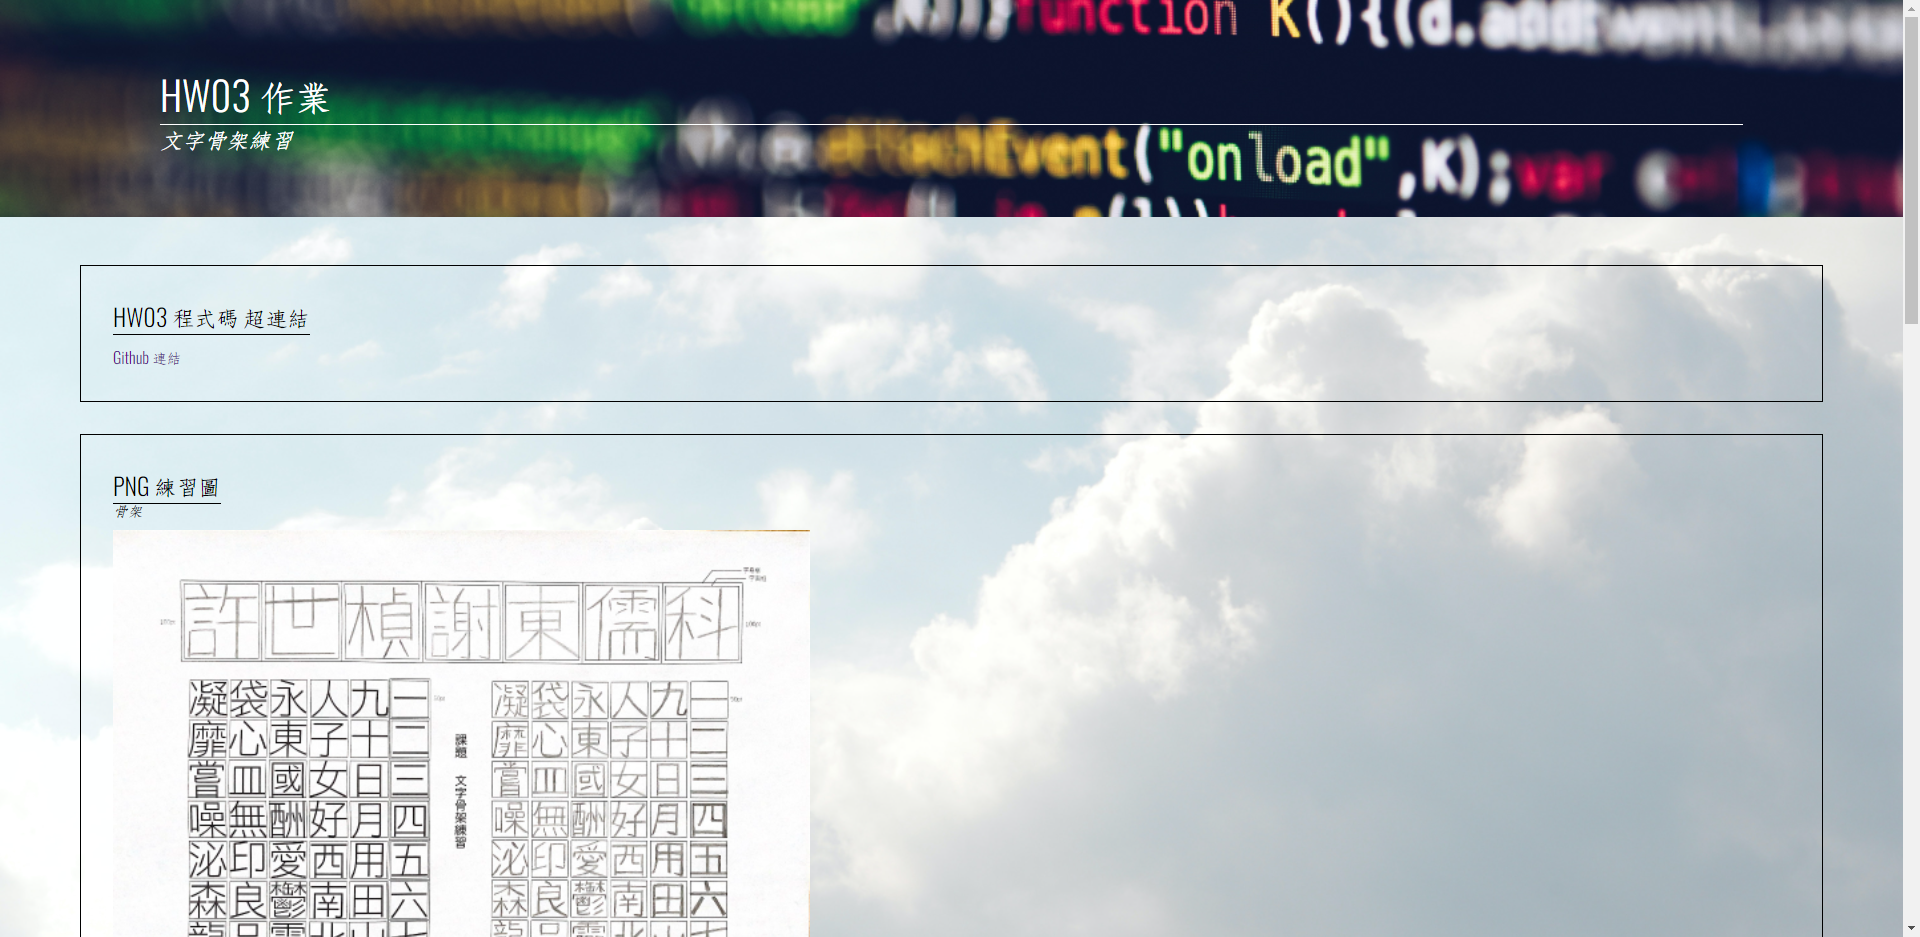 function K(){(d.addEvent
HW03 作業
文字骨架練習
attachEvent("onload",K);var
HW03 程式碼 超連結
Github 連結
PNG 練習圖
骨架
許世楨謝東儒科
凝袋永人九一
靡心東子十二
嘗皿國女日三
噪無酬好月四
泌印愛西用五
森良鬱南田六
課題 文字骨架練習
凝袋永人九一
靡心東子十二
嘗皿國女日三
噪無酬好月四
泌印愛西用五
森良鬱南田六